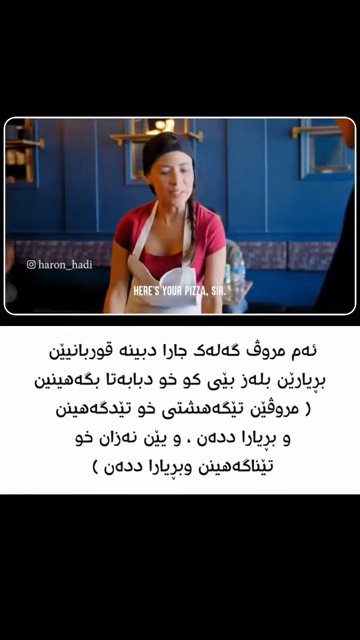 haron_hadi
HERE'S YOUR PIZZA, SIR.
ئەم مروڤ گەلەک جارا دبینە قوربانیێن
بڕیارێن بلەز بێی کو خو دبابەتا بگەهینین
( مروڤێن تێگەهشتی خو تێدگەهینن
و بڕیارا ددەن ، و یێن نەزان خو
تێناگەهینن وبڕیارا ددەن )